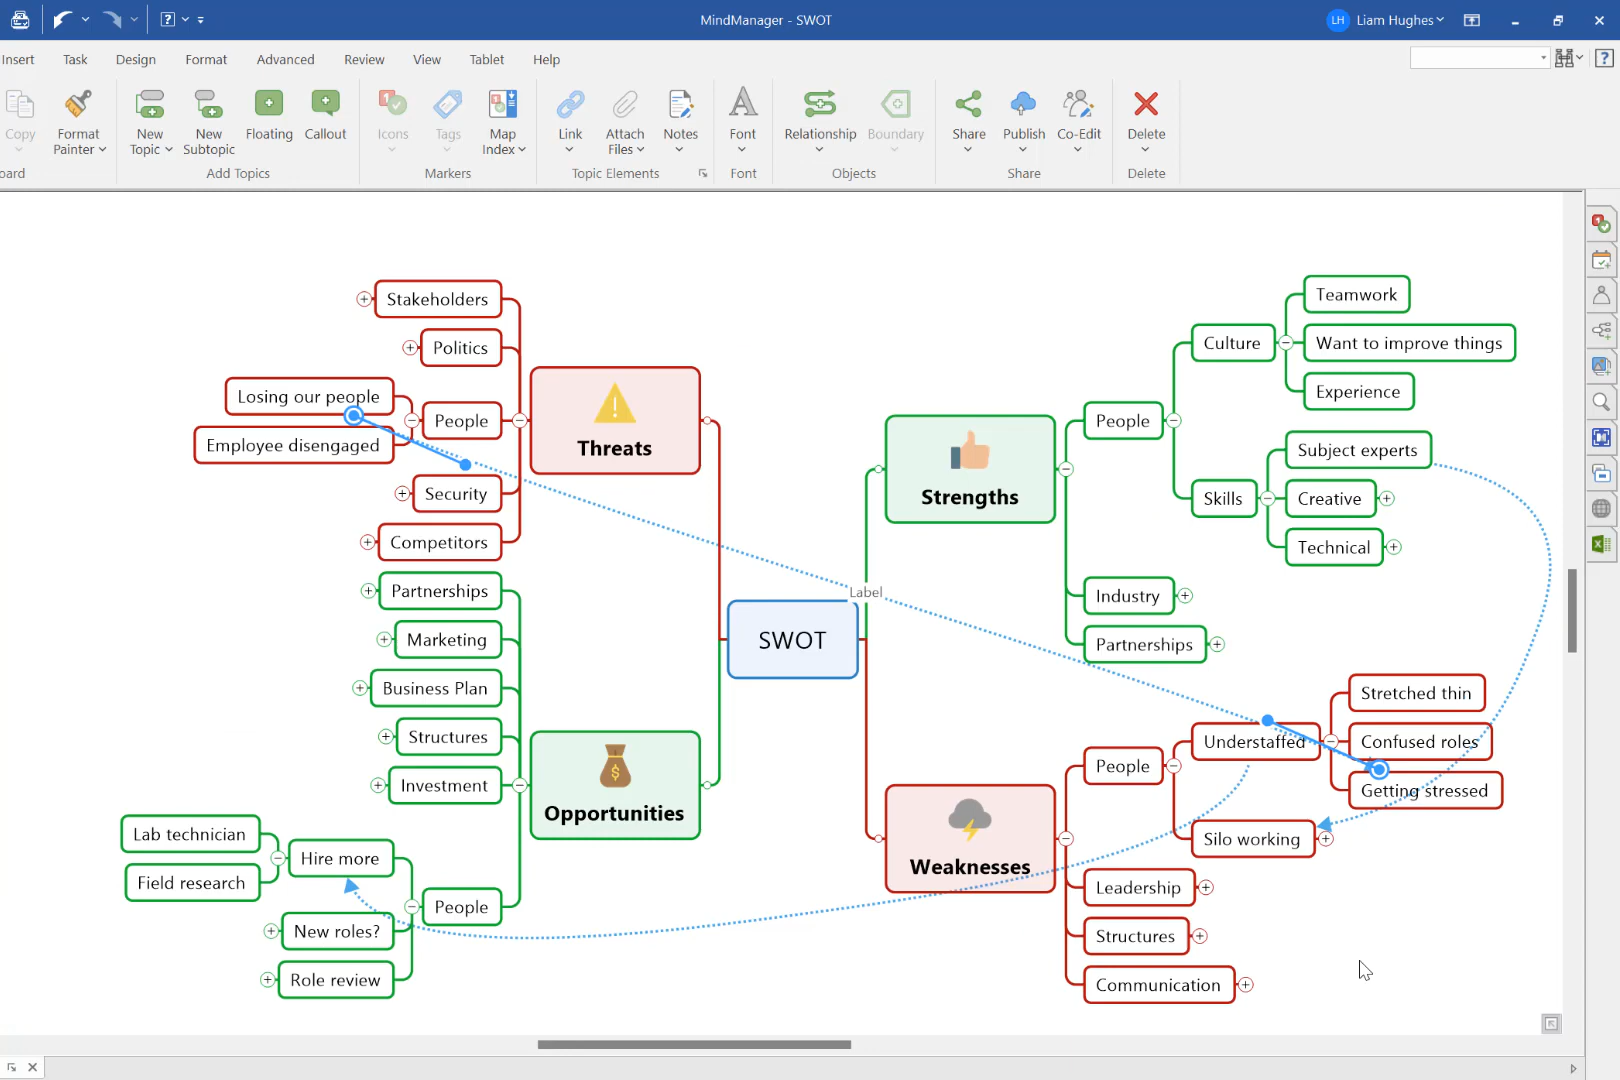 MindManager - SWOT
LH Liam Hughes
Insert Task Design Format Advanced Review View Tablet Help
Copy
Format Painter
New Topic
New Subtopic
Floating
Callout
Icons
Tags
Map Index
Link
Attach Files
Notes
Font
Relationship
Boundary
Share
Publish
Co-Edit
Delete
oard
Add Topics
Markers
Topic Elements
Font
Objects
Share
Delete
Stakeholders
Politics
Losing our people
Employee disengaged
People
Security
Competitors
Threats
Partnerships
Marketing
Business Plan
Structures
Investment
Opportunities
Lab technician
Field research
Hire more
People
New roles?
Role review
SWOT
Label
Strengths
People
Culture
Teamwork
Want to improve things
Experience
Skills
Subject experts
Creative
Technical
Industry
Partnerships
Weaknesses
People
Understaffed
Stretched thin
Confused roles
Getting stressed
Silo working
Leadership
Structures
Communication